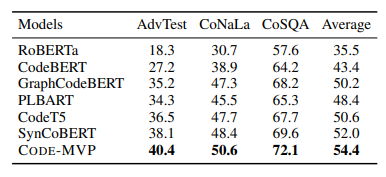 Models AdvTest CoNaLa CoSQA Average
RoBERTa 18.3 30.7 57.6 35.5
CodeBERT 27.2 38.9 64.2 43.4
GraphCodeBERT 35.2 47.3 68.2 50.2
PLBART 34.3 45.5 65.3 48.4
CodeT5 36.5 47.7 67.7 50.6
SynCoBERT 38.1 48.4 69.6 52.0
CODE-MVP 40.4 50.6 72.1 54.4